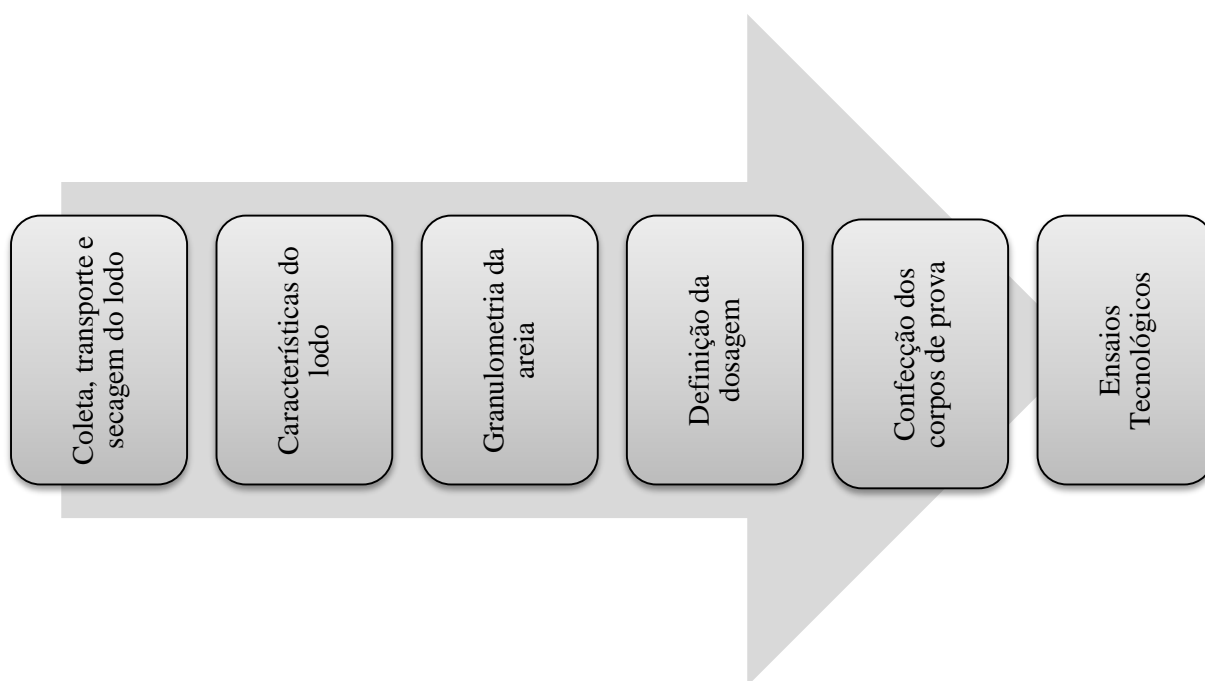 Coleta, transporte e
secagem do lodo
Características do
lodo
Granulometria da
areia
Definição da
dosagem
Confecção dos
corpos de prova
Ensaios
Tecnológicos